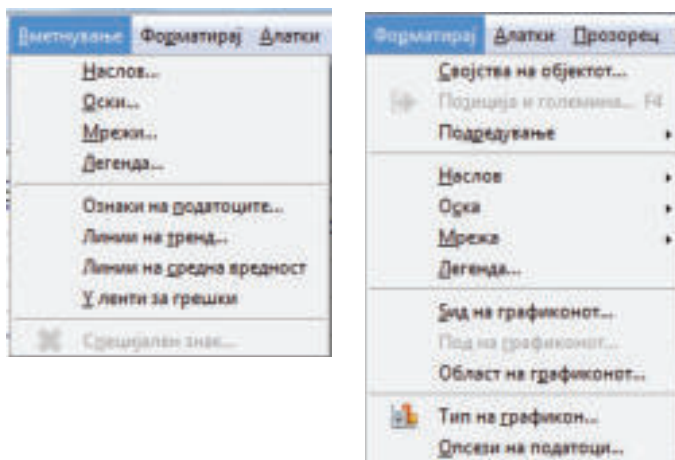 Вметнување Форматирај Алатки
Наслов...
Оски...
Мрежи...
Легенда...
Ознаки на податоците...
Линии на тренд...
Линии на средна вредност
Y ленти за грешки
Специјален знак...
Форматирај Алатки Прозорец
Својства на објектот...
Позиција и големина... F4
Подредување
Наслов
Оска
Мрежа
Легенда...
Ѕид на графиконот...
Под на графиконот...
Област на графиконот...
Тип на графикон...
Опсези на податоци...